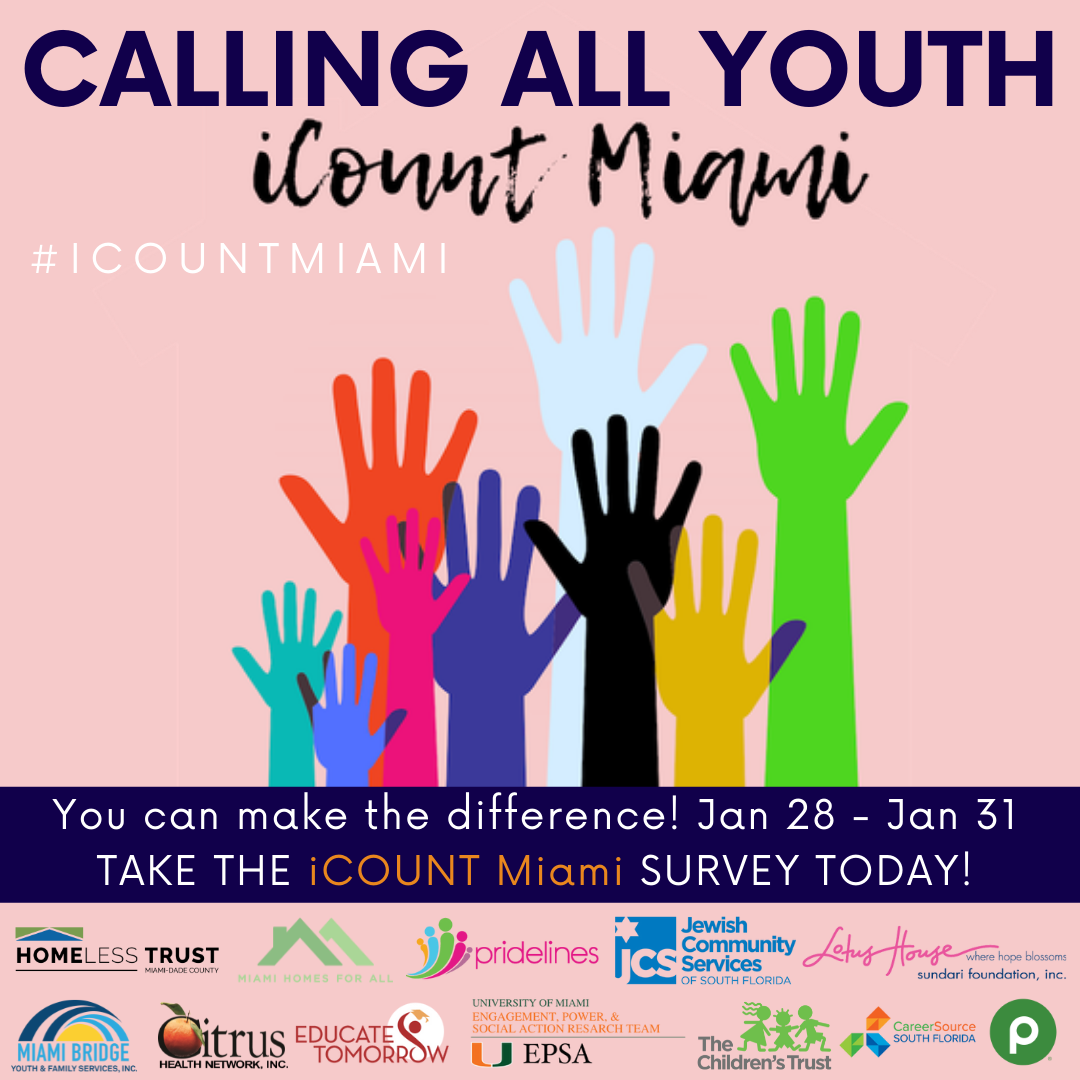 CALLING ALL YOUTH
iCount Miami
#ICOUNTMIAMI
You can make the difference! Jan 28 - Jan 31
TAKE THE iCOUNT Miami SURVEY TODAY!
HOMELESS TRUST
MIAMI-DADE COUNTY
MIAMI HOMES FOR ALL
pridelines
JCS
Jewish
Community
Services
OF SOUTH FLORIDA
Lotus House
where hope blossoms
sundari foundation, inc.
MIAMI BRIDGE
YOUTH & FAMILY SERVICES, INC.
Citrus
HEALTH NETWORK, INC.
EDUCATE
TOMORROW
UNIVERSITY OF MIAMI
ENGAGEMENT, POWER, &
SOCIAL ACTION RESARCH TEAM
U EPSA
The
Children's Trust
CareerSource
SOUTH FLORIDA
p